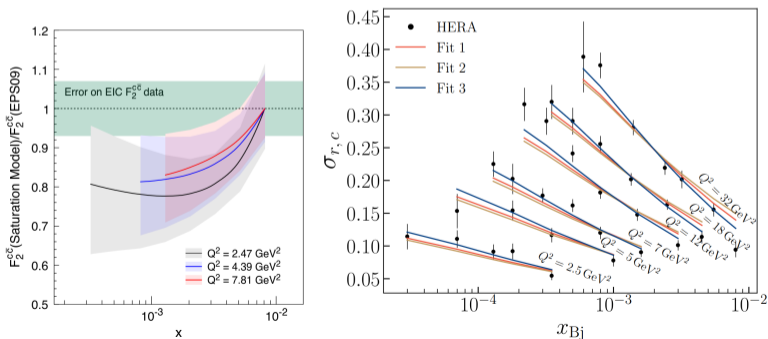 F₂^cc̄(Saturation Model)/F₂^cc̄(EPS09)
1.2
1.1
1
0.9
0.8
0.7
0.6
0.5
Error on EIC F₂^cc̄ data
Q² = 2.47 GeV²
Q² = 4.39 GeV²
Q² = 7.81 GeV²
10⁻³
10⁻²
x
σ_{r,c}
0.45
0.40
0.35
0.30
0.25
0.20
0.15
0.10
0.05
HERA
Fit 1
Fit 2
Fit 3
Q² = 32 GeV²
Q² = 18 GeV²
Q² = 12 GeV²
Q² = 7 GeV²
Q² = 5 GeV²
Q² = 2.5 GeV²
10⁻⁴
10⁻³
10⁻²
x_Bj